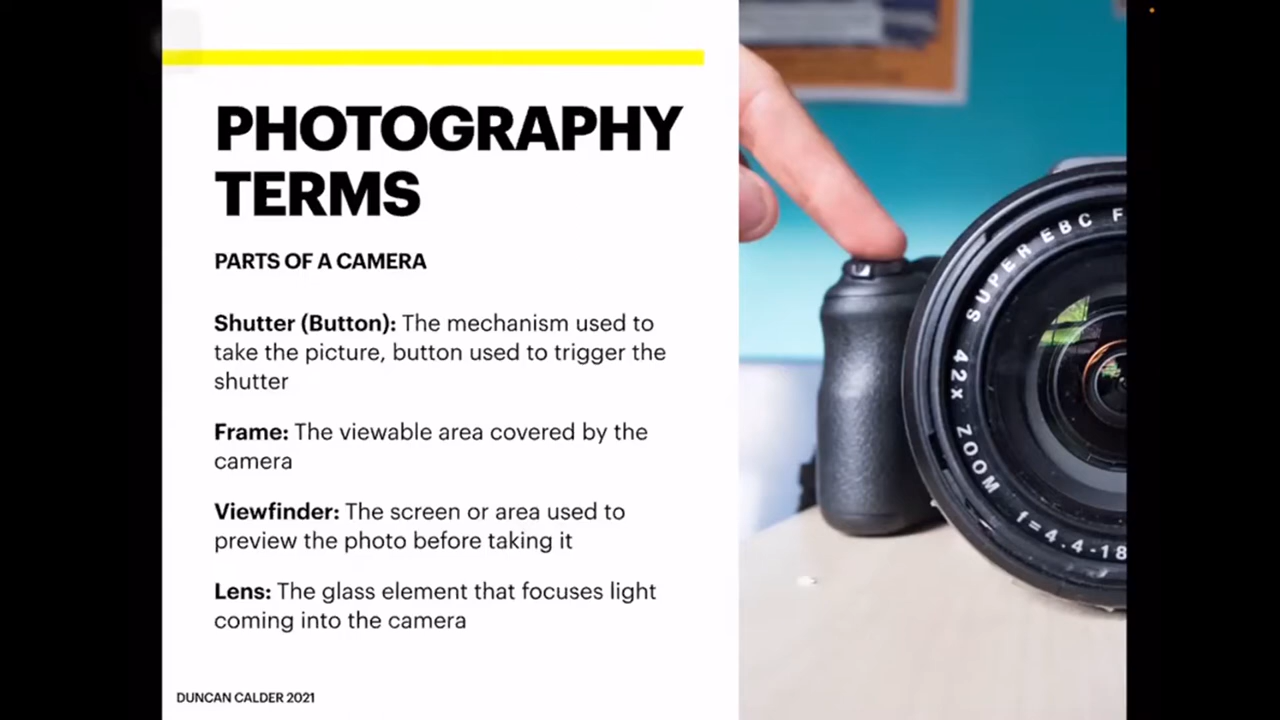 PHOTOGRAPHY
TERMS
PARTS OF A CAMERA
Shutter (Button): The mechanism used to
take the picture, button used to trigger the
shutter
Frame: The viewable area covered by the
camera
Viewfinder: The screen or area used to
preview the photo before taking it
Lens: The glass element that focuses light
coming into the camera
DUNCAN CALDER 2021
SUPER EBC F
42x ZOOM
f=4.4-18